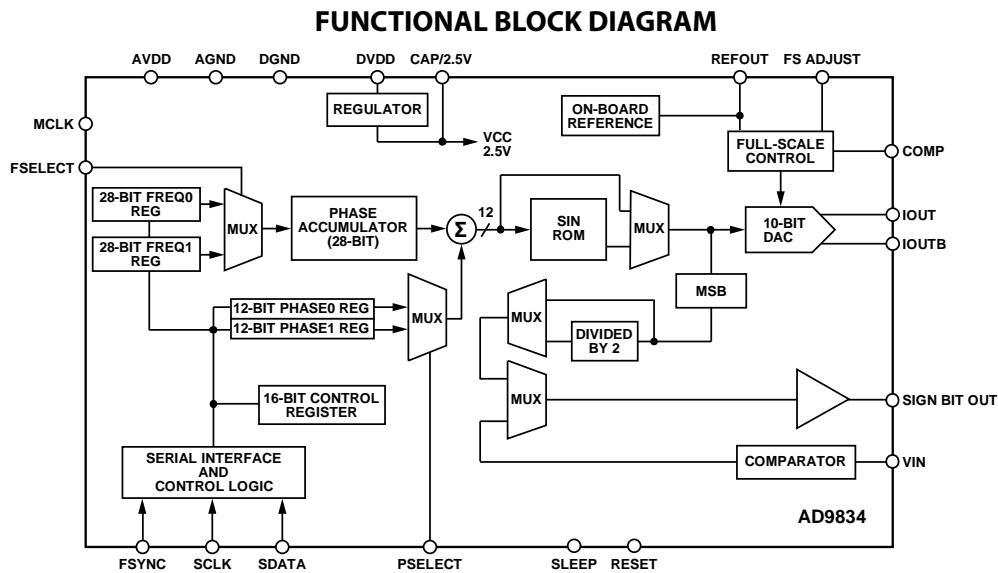 FUNCTIONAL BLOCK DIAGRAM
AVDD
AGND
DGND
DVDD
CAP/2.5V
REFOUT
FS ADJUST
MCLK
REGULATOR
VCC
2.5V
ON-BOARD
REFERENCE
FULL-SCALE
CONTROL
COMP
FSELECT
28-BIT FREQ0
REG
28-BIT FREQ1
REG
MUX
PHASE
ACCUMULATOR
(28-BIT)
Σ
12
SIN
ROM
MUX
10-BIT
DAC
IOUT
IOUTB
MSB
12-BIT PHASE0 REG
12-BIT PHASE1 REG
MUX
MUX
DIVIDED
BY 2
16-BIT CONTROL
REGISTER
MUX
SIGN BIT OUT
SERIAL INTERFACE
AND
CONTROL LOGIC
COMPARATOR
VIN
AD9834
FSYNC
SCLK
SDATA
PSELECT
SLEEP
RESET